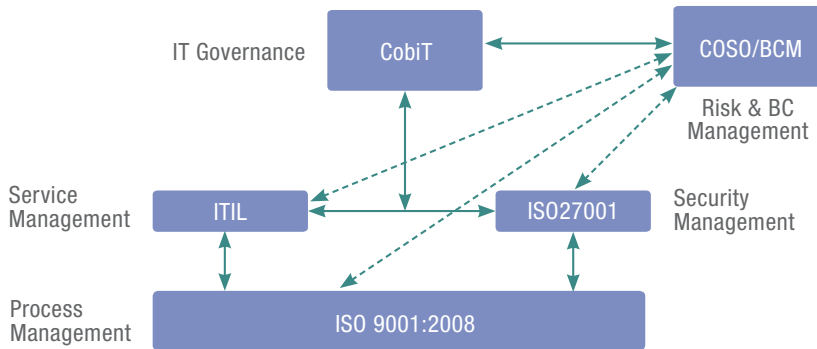 IT Governance
CobiT
COSO/BCM
Risk & BC
Management
Service
Management
ITIL
ISO27001
Security
Management
Process
Management
ISO 9001:2008